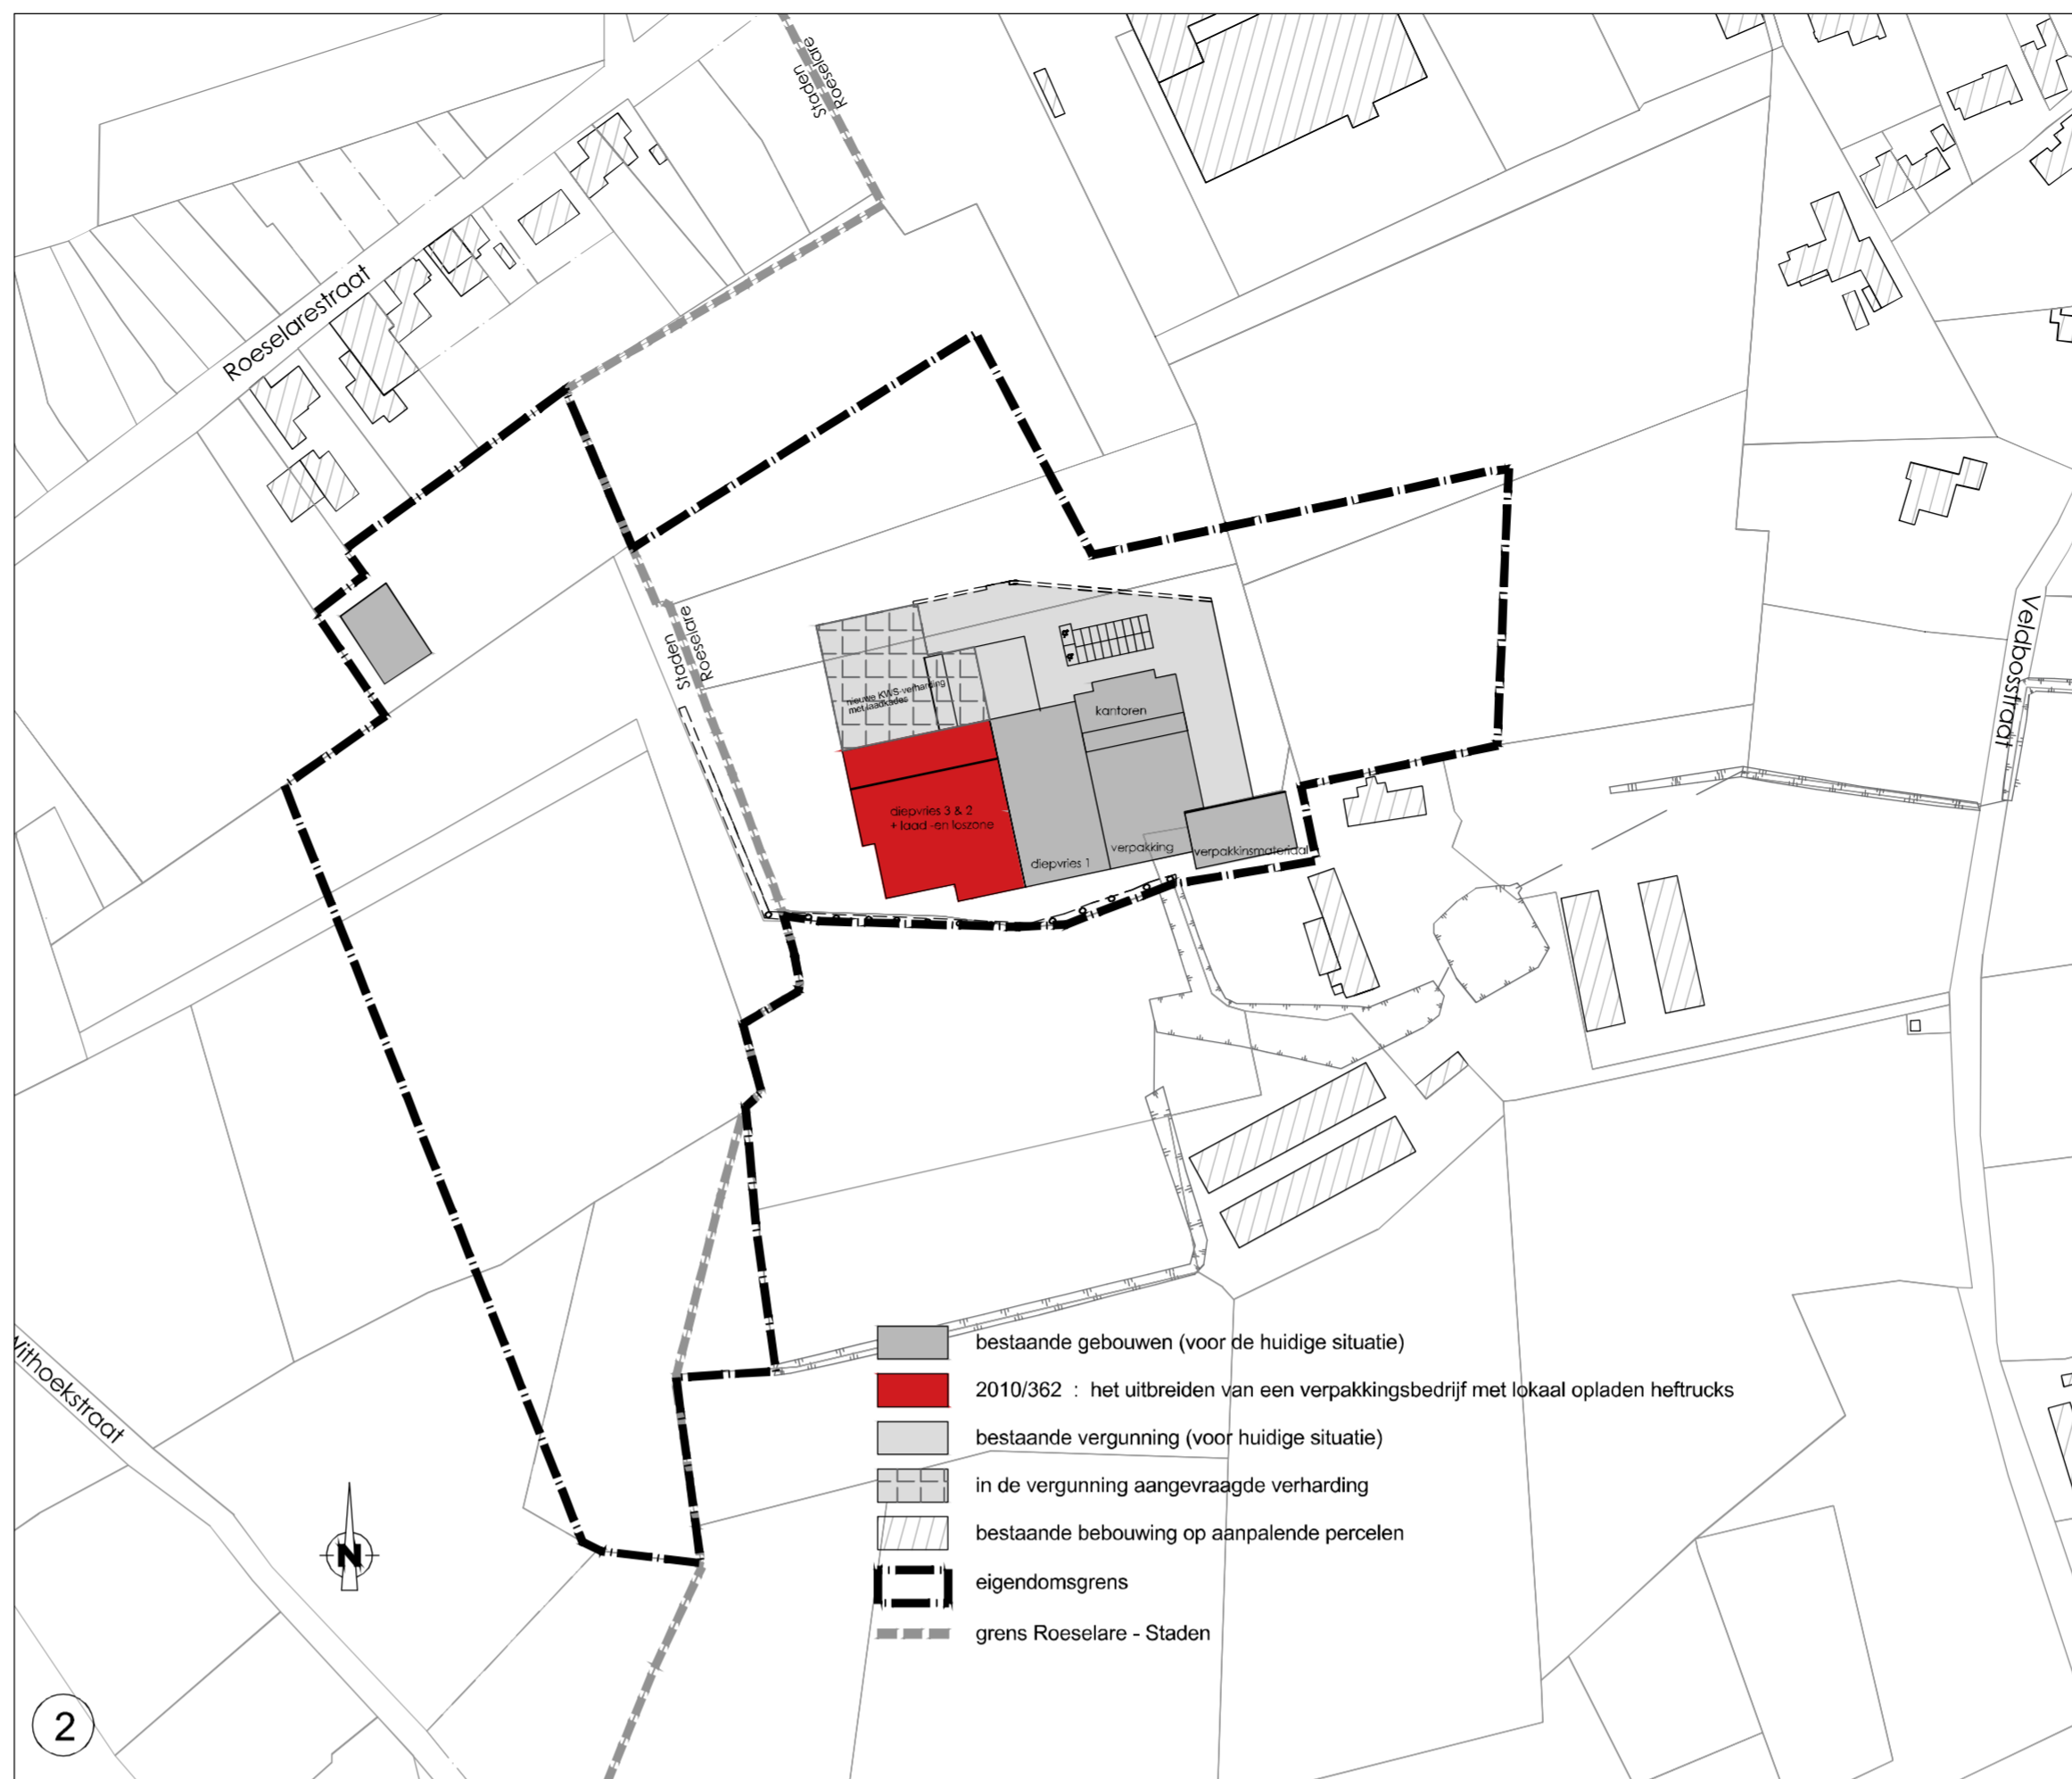 Staden
Roeselare
Roeselarestraat
Staden
Roeselare
Veldbosstraat
nieuwe KWS-verharding
met laadkades
kantoren
diepvries 3 & 2
+ laad -en loszone
diepvries 1
verpakking
verpakkinsmateriaal
bestaande gebouwen (voor de huidige situatie)
2010/362 : het uitbreiden van een verpakkingsbedrijf met lokaal opladen heftrucks
bestaande vergunning (voor huidige situatie)
in de vergunning aangevraagde verharding
bestaande bebouwing op aanpalende percelen
eigendomsgrens
grens Roeselare - Staden
Withoekstraat
N
2